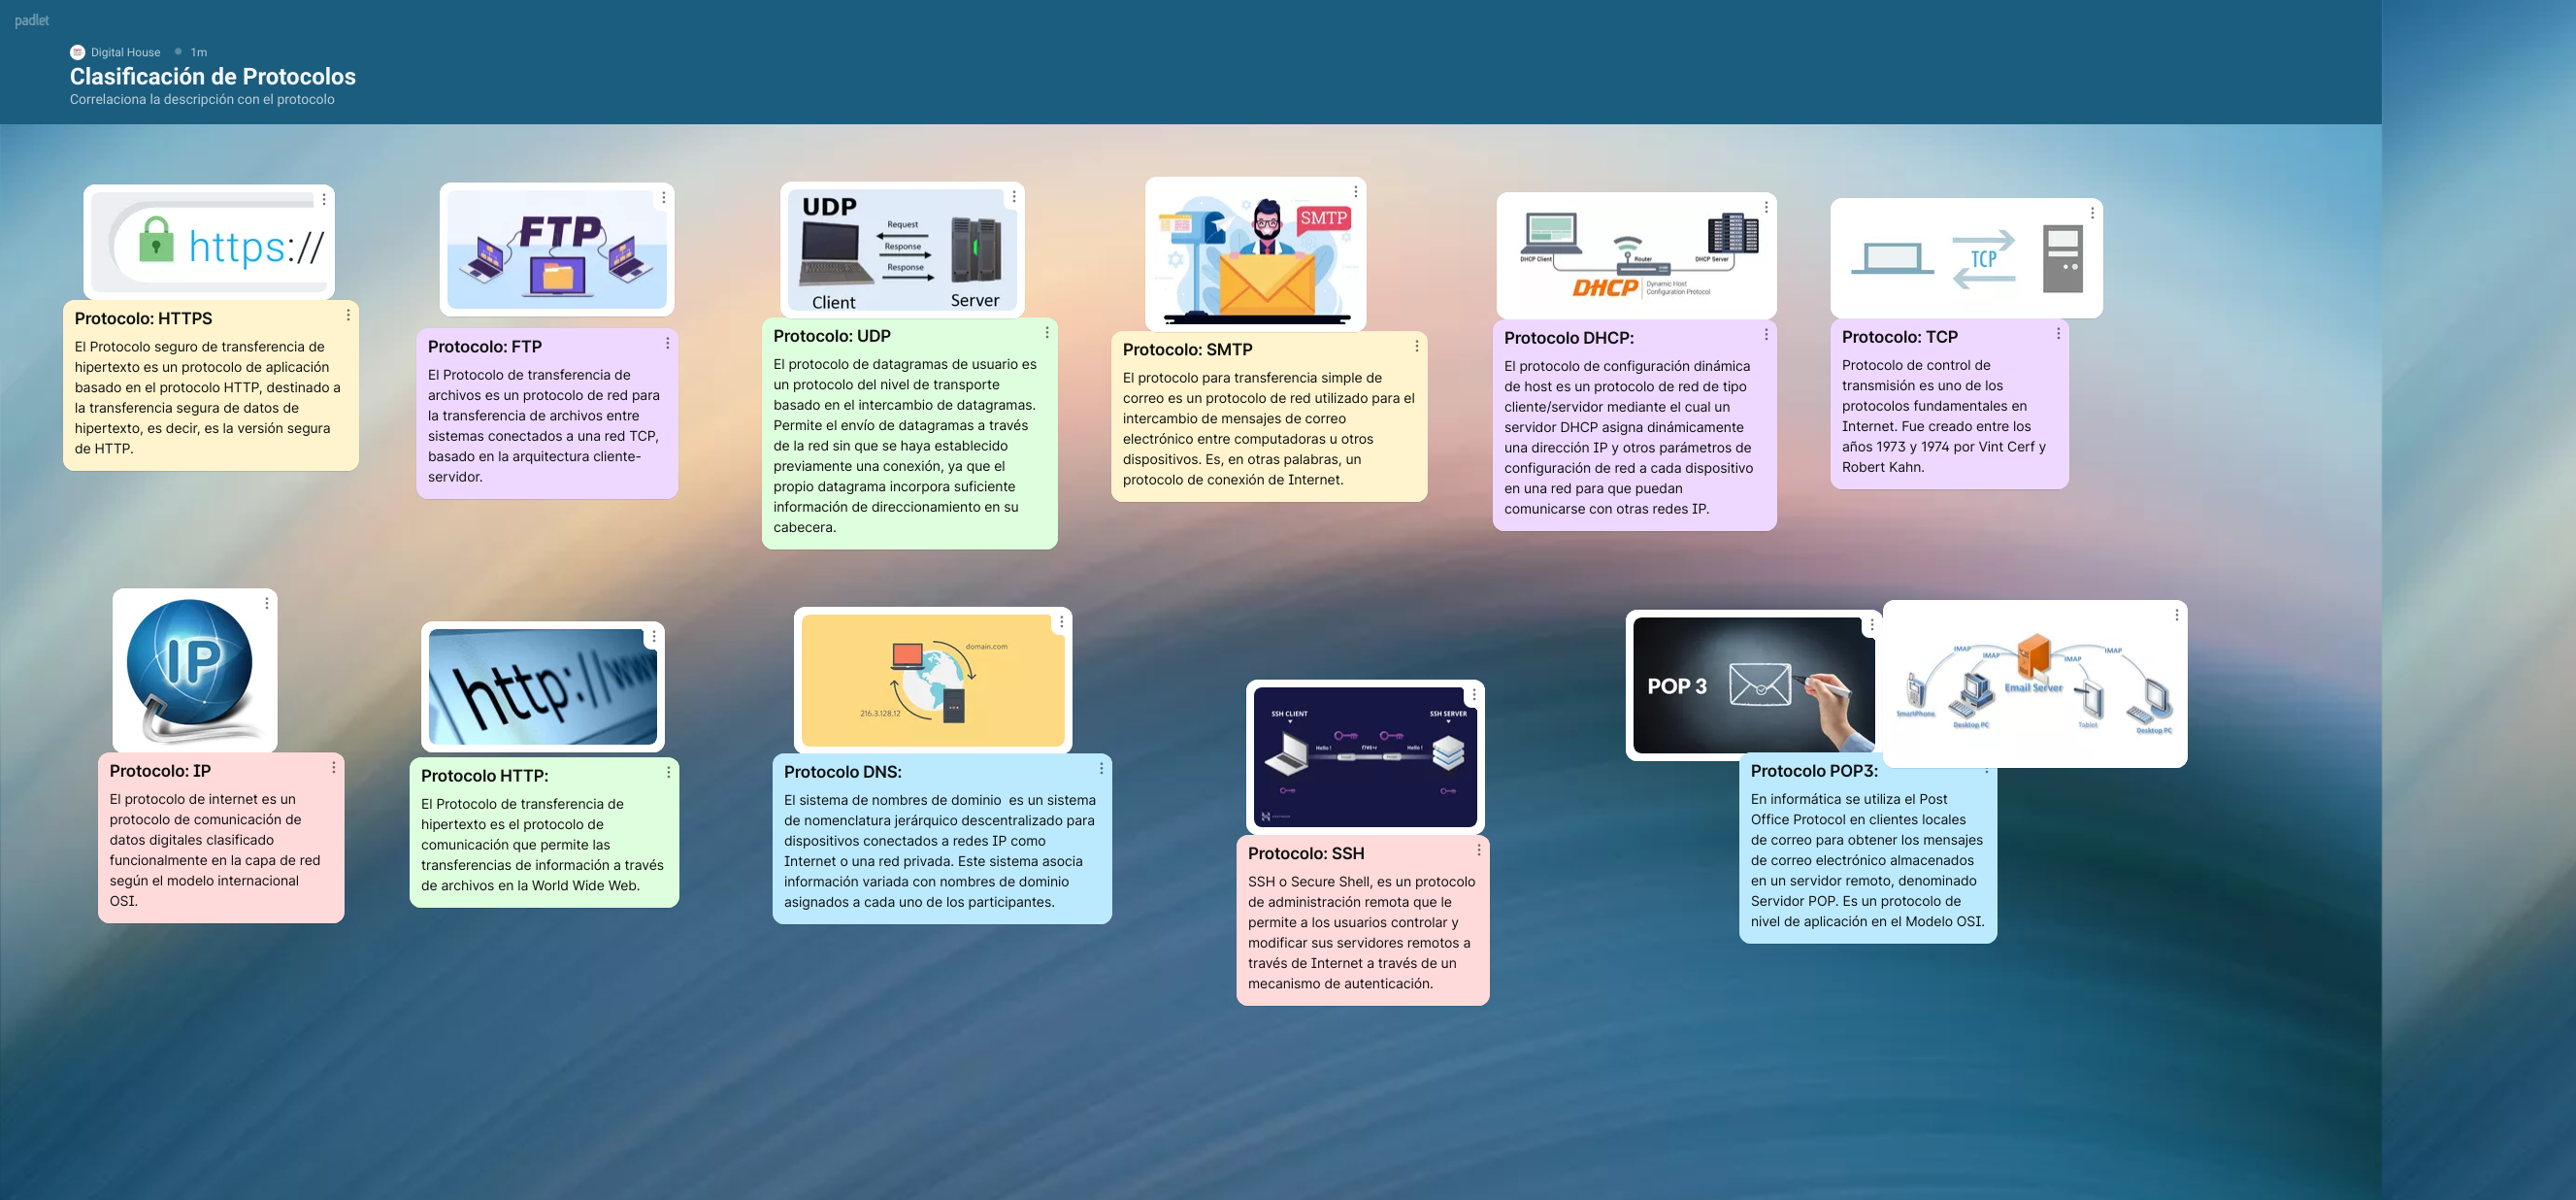 padlet
Digital House • 1m
Clasificación de Protocolos
Correlaciona la descripción con el protocolo
https://
Protocolo: HTTPS
El Protocolo seguro de transferencia de
hipertexto es un protocolo de aplicación
basado en el protocolo HTTP, destinado a
la transferencia segura de datos de
hipertexto, es decir, es la versión segura
de HTTP.
FTP
Protocolo: FTP
El Protocolo de transferencia de
archivos es un protocolo de red para
la transferencia de archivos entre
sistemas conectados a una red TCP,
basado en la arquitectura cliente-
servidor.
UDP
Request
Response
Response
Client
Server
Protocolo: UDP
El protocolo de datagramas de usuario es
un protocolo del nivel de transporte
basado en el intercambio de datagramas.
Permite el envío de datagramas a través
de la red sin que se haya establecido
previamente una conexión, ya que el
propio datagrama incorpora suficiente
información de direccionamiento en su
cabecera.
SMTP
Protocolo: SMTP
El protocolo para transferencia simple de
correo es un protocolo de red utilizado para el
intercambio de mensajes de correo
electrónico entre computadoras u otros
dispositivos. Es, en otras palabras, un
protocolo de conexión de Internet.
DHCP Client
Router
DHCP Server
DHCP
Dynamic Host
Configuration Protocol
Protocolo DHCP:
El protocolo de configuración dinámica
de host es un protocolo de red de tipo
cliente/servidor mediante el cual un
servidor DHCP asigna dinámicamente
una dirección IP y otros parámetros de
configuración de red a cada dispositivo
en una red para que puedan
comunicarse con otras redes IP.
TCP
Protocolo: TCP
Protocolo de control de
transmisión es uno de los
protocolos fundamentales en
Internet. Fue creado entre los
años 1973 y 1974 por Vint Cerf y
Robert Kahn.
IP
Protocolo: IP
El protocolo de internet es un
protocolo de comunicación de
datos digitales clasificado
funcionalmente en la capa de red
según el modelo internacional
OSI.
http://ww
Protocolo HTTP:
El Protocolo de transferencia de
hipertexto es el protocolo de
comunicación que permite las
transferencias de información a través
de archivos en la World Wide Web.
domain.com
216.3.128.12
Protocolo DNS:
El sistema de nombres de dominio  es un sistema
de nomenclatura jerárquico descentralizado para
dispositivos conectados a redes IP como
Internet o una red privada. Este sistema asocia
información variada con nombres de dominio
asignados a cada uno de los participantes.
SSH CLIENT
SSH SERVER
Hello !
Hello !
Protocolo: SSH
SSH o Secure Shell, es un protocolo
de administración remota que le
permite a los usuarios controlar y
modificar sus servidores remotos a
través de Internet a través de un
mecanismo de autenticación.
POP 3
IMAP
IMAP
IMAP
IMAP
Email Server
SmartPhone
Desktop PC
Tablet
Desktop PC
Protocolo POP3:
En informática se utiliza el Post
Office Protocol en clientes locales
de correo para obtener los mensajes
de correo electrónico almacenados
en un servidor remoto, denominado
Servidor POP. Es un protocolo de
nivel de aplicación en el Modelo OSI.